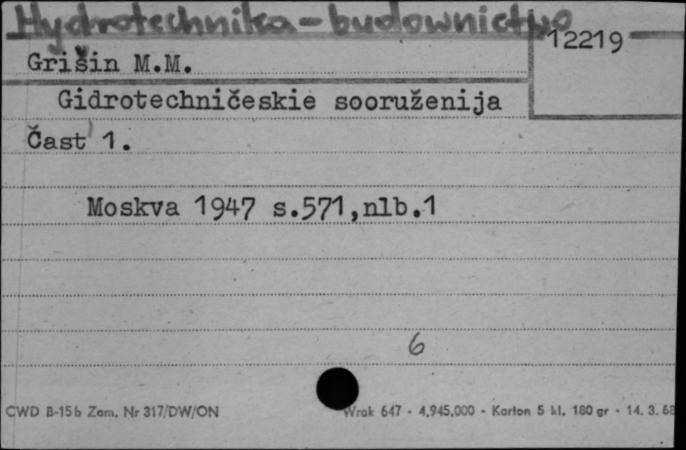 Hydrotechnika - budownictwo
12219
Grišin M.M.
Gidrotechničeskie sooruženija
Čast' 1.
Moskva 1947 s.571,nlb.1
6
CWD B-15b Zam. Nr 317/DW/ON
Wrak 647 - 4.945.000 - Karton 5 kl. 180 gr - 14. 3. 68